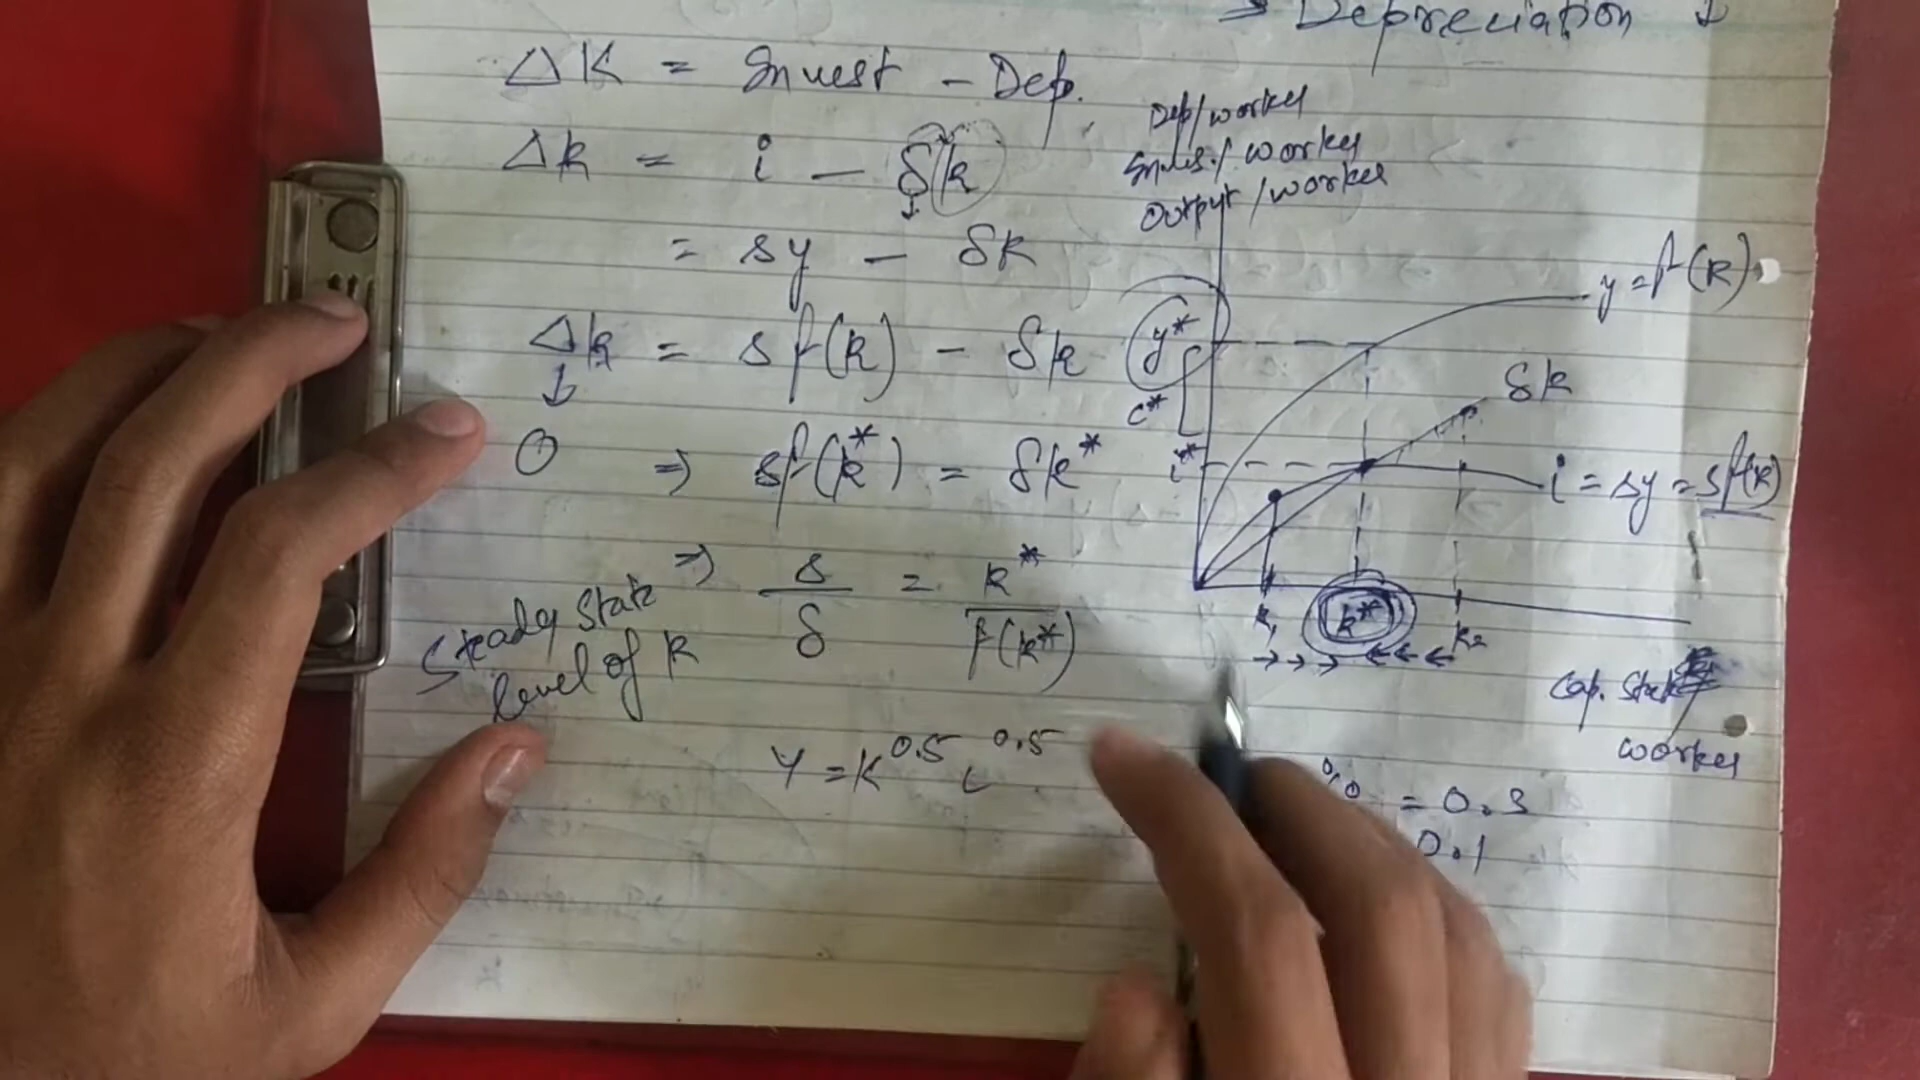 → Depreciation ↓
ΔK = Invest - Dep.
Δk = i - δk
= sy - δk
Δk = sf(k) - δk
0 ⇒ sf(k*) = δk*
⇒ s/δ = k*/f(k*)
Steady State
level of k
Y = K^0.5 L^0.5
Dep/worker
Inves./worker
Output/worker
y = f(k)
y*
δk
c*
i*
i = sy = sf(k)
k₁ k* k₂
→→→ ←←←
Cap. Stock/
worker
= 0.3
0.1